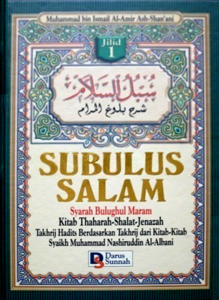 Muhammad bin Ismail Al-Amir Ash-Shan'ani
Jilid
1
سبل السلام
شرح بلوغ المرام
SUBULUS
SALAM
Syarah Bulughul Maram
Kitab Thaharah-Shalat-Jenazah
Takhrij Hadits Berdasarkan Takhrij dari Kitab-Kitab
Syaikh Muhammad Nashiruddin Al-Albani
Darus
Sunnah